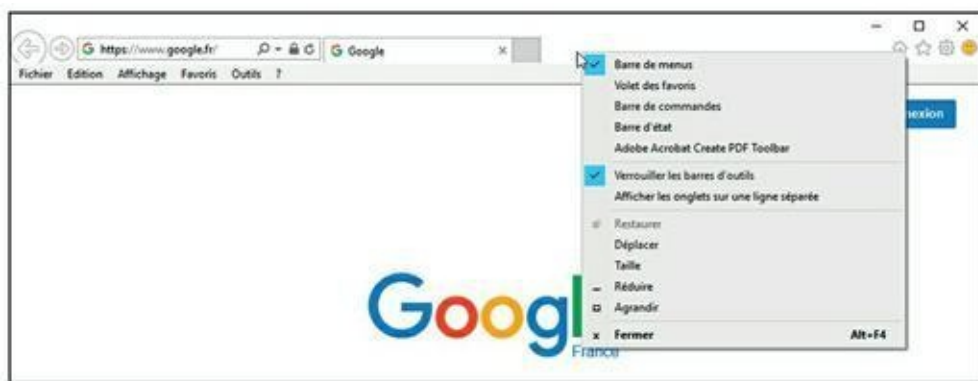 https://www.google.fr/
Google
Fichier Edition Affichage Favoris Outils ?
Barre de menus
Volet des favoris
Barre de commandes
Barre d'état
Adobe Acrobat Create PDF Toolbar
Verrouiller les barres d'outils
Afficher les onglets sur une ligne séparée
Restaurer
Déplacer
Taille
Réduire
Agrandir
Fermer Alt+F4
nexion
Googl
France